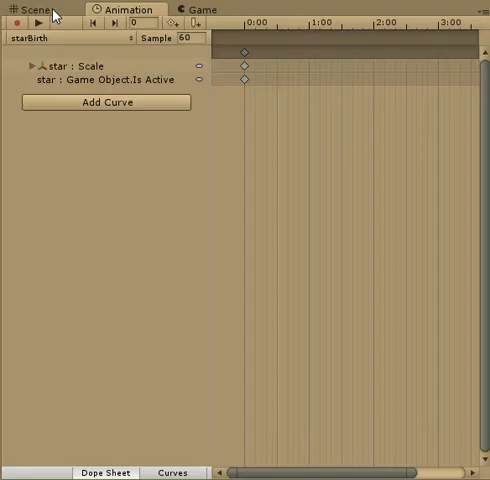 Scene Animation Game
0 0:00 1:00 2:00 3:00
starBirth Sample 60
star : Scale
star : Game Object.Is Active
Add Curve
Dope Sheet Curves